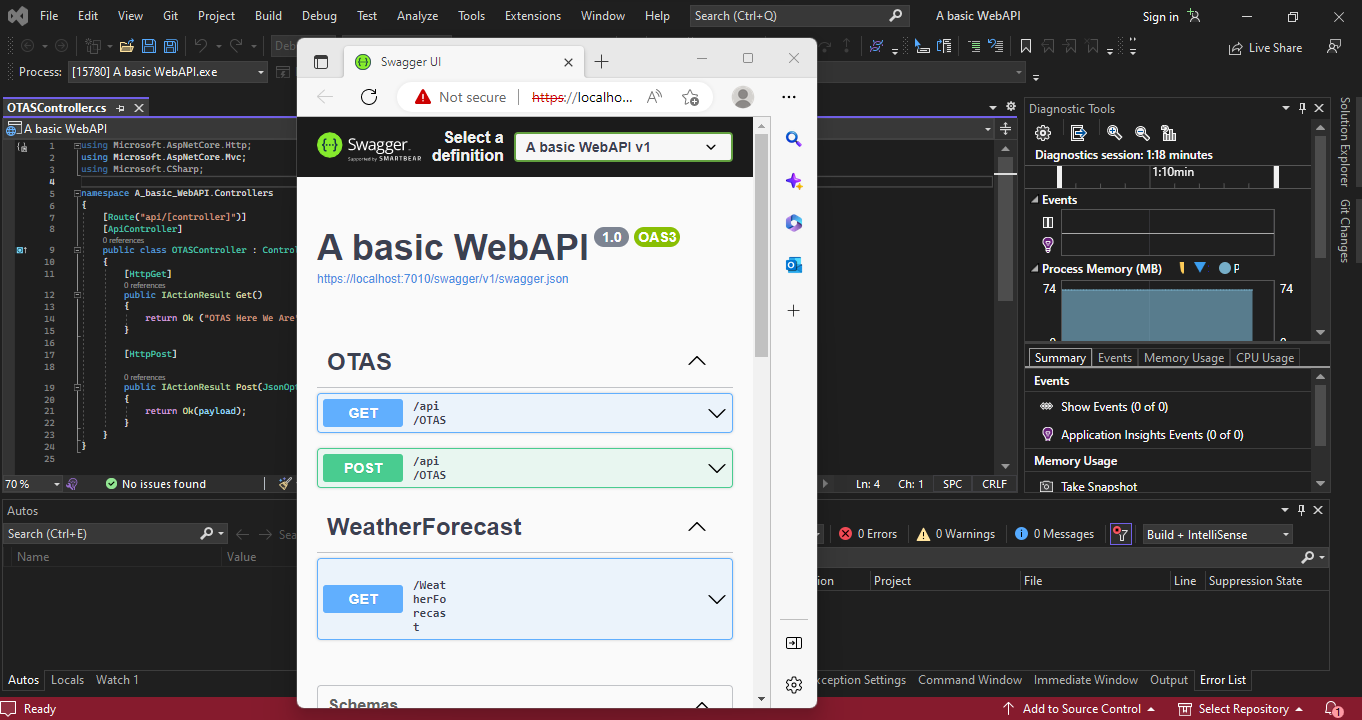 File Edit View Git Project Build Debug Test Analyze Tools Extensions Window Help Search (Ctrl+Q) A basic WebAPI Sign in
Live Share
Process: [15780] A basic WebAPI.exe
OTASController.cs
A basic WebAPI
1 using Microsoft.AspNetCore.Http;
2 using Microsoft.AspNetCore.Mvc;
3 using Microsoft.CSharp;
4
5 namespace A_basic_WebAPI.Controllers
6 {
7 [Route("api/[controller]")]
8 [ApiController]
0 references
9 public class OTASController : Control
10 {
11 [HttpGet]
0 references
12 public IActionResult Get()
13 {
14 return Ok ("OTAS Here We Are"
15 }
16
17 [HttpPost]
18
0 references
19 public IActionResult Post(JsonOpt
20 {
21 return Ok(payload);
22 }
23 }
24 }
25
70 % No issues found
Ln: 4 Ch: 1 SPC CRLF
Swagger UI
Not secure https://localho...
Swagger.
Supported by SMARTBEAR
Select a definition
A basic WebAPI v1
A basic WebAPI 1.0 OAS3
https://localhost:7010/swagger/v1/swagger.json
OTAS
GET /api
/OTAS
POST /api
/OTAS
WeatherForecast
GET /Weat
herFo
recas
t
Schemas
Diagnostic Tools
Diagnostics session: 1:18 minutes
1:10min
Events
Process Memory (MB) P
74 74
0 0
Summary Events Memory Usage CPU Usage
Events
Show Events (0 of 0)
Application Insights Events (0 of 0)
Memory Usage
Take Snapshot
Solution Explorer
Git Changes
Autos
Search (Ctrl+E) Sea
Name Value
Autos Locals Watch 1
0 Errors 0 Warnings 0 Messages Build + IntelliSense
Project File Line Suppression State
Exception Settings Command Window Immediate Window Output Error List
Ready Add to Source Control Select Repository 1